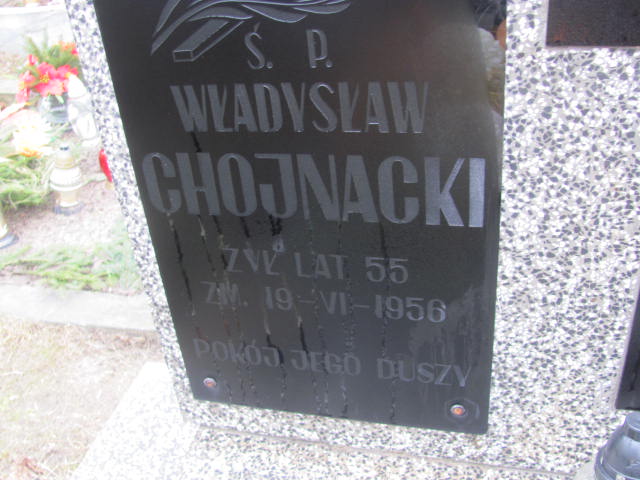 Ś. P.
WŁADYSŁAW
CHOJNACKI
ŻYŁ LAT 55
ZM. 19-VI-1956
POKÓJ JEGO DUSZY